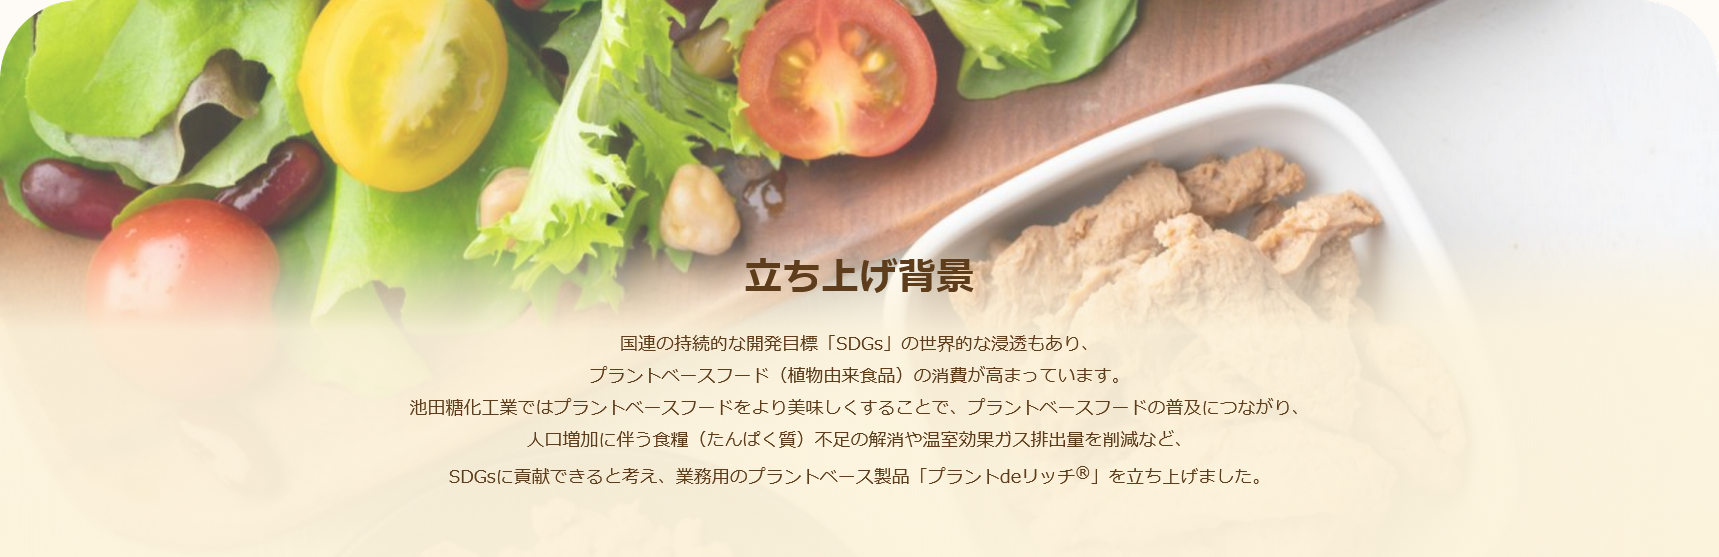 立ち上げ背景
国連の持続的な開発目標「SDGs」の世界的な浸透もあり、
プラントベースフード（植物由来食品）の消費が高まっています。
池田糖化工業ではプラントベースフードをより美味しくすることで、プラントベースフードの普及につながり、
人口増加に伴う食糧（たんぱく質）不足の解消や温室効果ガス排出量を削減など、
SDGsに貢献できると考え、業務用のプラントベース製品「プラントdeリッチ®」を立ち上げました。